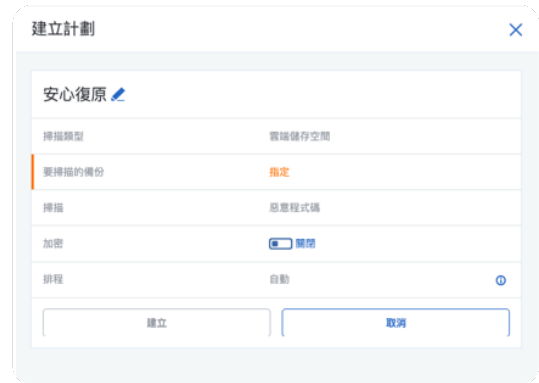 建立計劃
安心復原
掃描類型 雲端儲存空間
要掃描的備份 指定
掃描 惡意程式碼
加密 關閉
排程 自動
建立 取消